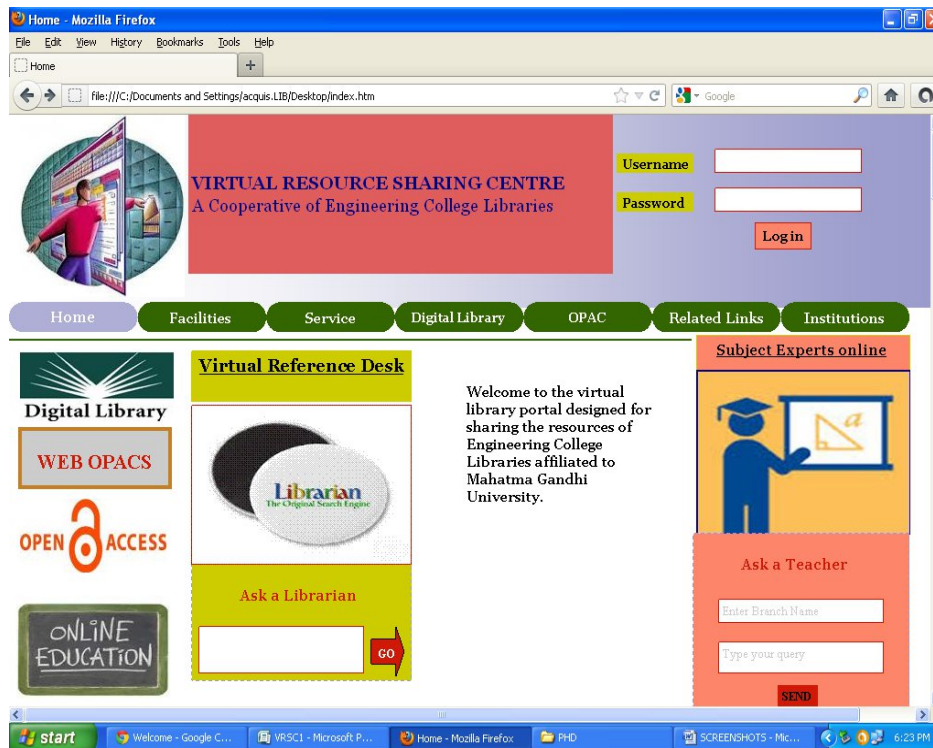 Home - Mozilla Firefox
File Edit View History Bookmarks Tools Help
Home
+
file:///C:/Documents and Settings/acquis.LIB/Desktop/index.htm
Google
VIRTUAL RESOURCE SHARING CENTRE
A Cooperative of Engineering College Libraries
Username
Password
Login
Home Facilities Service Digital Library OPAC Related Links Institutions
Digital Library
WEB OPACS
OPEN ACCESS
ONLINE
EDUCATION
Virtual Reference Desk
Librarian
The Original Search Engine
Ask a Librarian
GO
Welcome to the virtual
library portal designed for
sharing the resources of
Engineering College
Libraries affiliated to
Mahatma Gandhi
University.
Subject Experts online
a
Ask a Teacher
Enter Branch Name
Type your query
SEND
start Welcome - Google C... VRSC1 - Microsoft P... Home - Mozilla Firefox PHD SCREENSHOTS - Mic... 6:23 PM